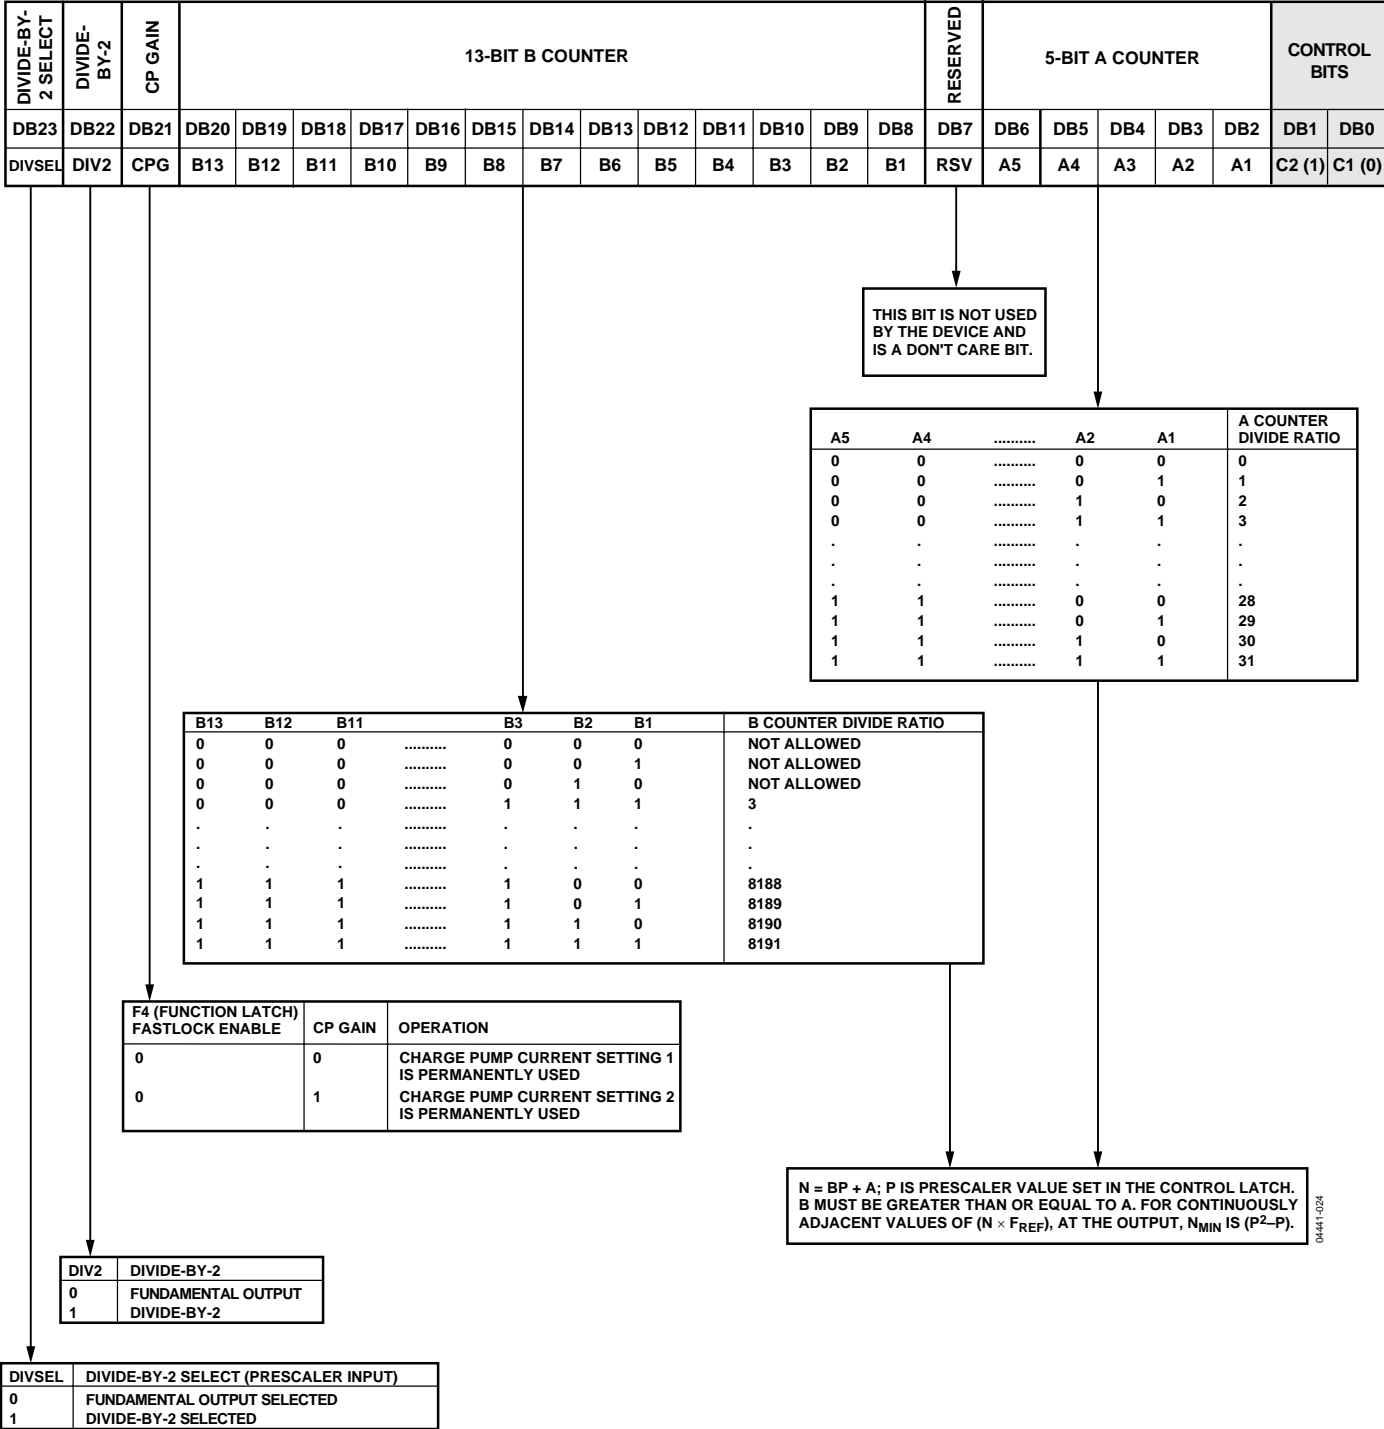 DIVIDE-BY-
2 SELECT
DIVIDE-
BY-2
CP GAIN
13-BIT B COUNTER
RESERVED
5-BIT A COUNTER
CONTROL
BITS
DB23 DB22 DB21 DB20 DB19 DB18 DB17 DB16 DB15 DB14 DB13 DB12 DB11 DB10 DB9 DB8 DB7 DB6 DB5 DB4 DB3 DB2 DB1 DB0
DIVSEL DIV2 CPG B13 B12 B11 B10 B9 B8 B7 B6 B5 B4 B3 B2 B1 RSV A5 A4 A3 A2 A1 C2 (1) C1 (0)
THIS BIT IS NOT USED
BY THE DEVICE AND
IS A DON'T CARE BIT.
A COUNTER
A5 A4 .......... A2 A1 DIVIDE RATIO
0 0 .......... 0 0 0
0 0 .......... 0 1 1
0 0 .......... 1 0 2
0 0 .......... 1 1 3
. . .......... . . .
. . .......... . . .
. . .......... . . .
1 1 .......... 0 0 28
1 1 .......... 0 1 29
1 1 .......... 1 0 30
1 1 .......... 1 1 31
B13 B12 B11 B3 B2 B1 B COUNTER DIVIDE RATIO
0 0 0 .......... 0 0 0 NOT ALLOWED
0 0 0 .......... 0 0 1 NOT ALLOWED
0 0 0 .......... 0 1 0 NOT ALLOWED
0 0 0 .......... 1 1 1 3
. . . .......... . . . .
. . . .......... . . . .
. . . .......... . . . .
1 1 1 .......... 1 0 0 8188
1 1 1 .......... 1 0 1 8189
1 1 1 .......... 1 1 0 8190
1 1 1 .......... 1 1 1 8191
F4 (FUNCTION LATCH)
FASTLOCK ENABLE CP GAIN OPERATION
0 0 CHARGE PUMP CURRENT SETTING 1
IS PERMANENTLY USED
0 1 CHARGE PUMP CURRENT SETTING 2
IS PERMANENTLY USED
N = BP + A; P IS PRESCALER VALUE SET IN THE CONTROL LATCH.
B MUST BE GREATER THAN OR EQUAL TO A. FOR CONTINUOUSLY
ADJACENT VALUES OF (N × FREF), AT THE OUTPUT, NMIN IS (P²–P).
04441-024
DIV2 DIVIDE-BY-2
0 FUNDAMENTAL OUTPUT
1 DIVIDE-BY-2
DIVSEL DIVIDE-BY-2 SELECT (PRESCALER INPUT)
0 FUNDAMENTAL OUTPUT SELECTED
1 DIVIDE-BY-2 SELECTED